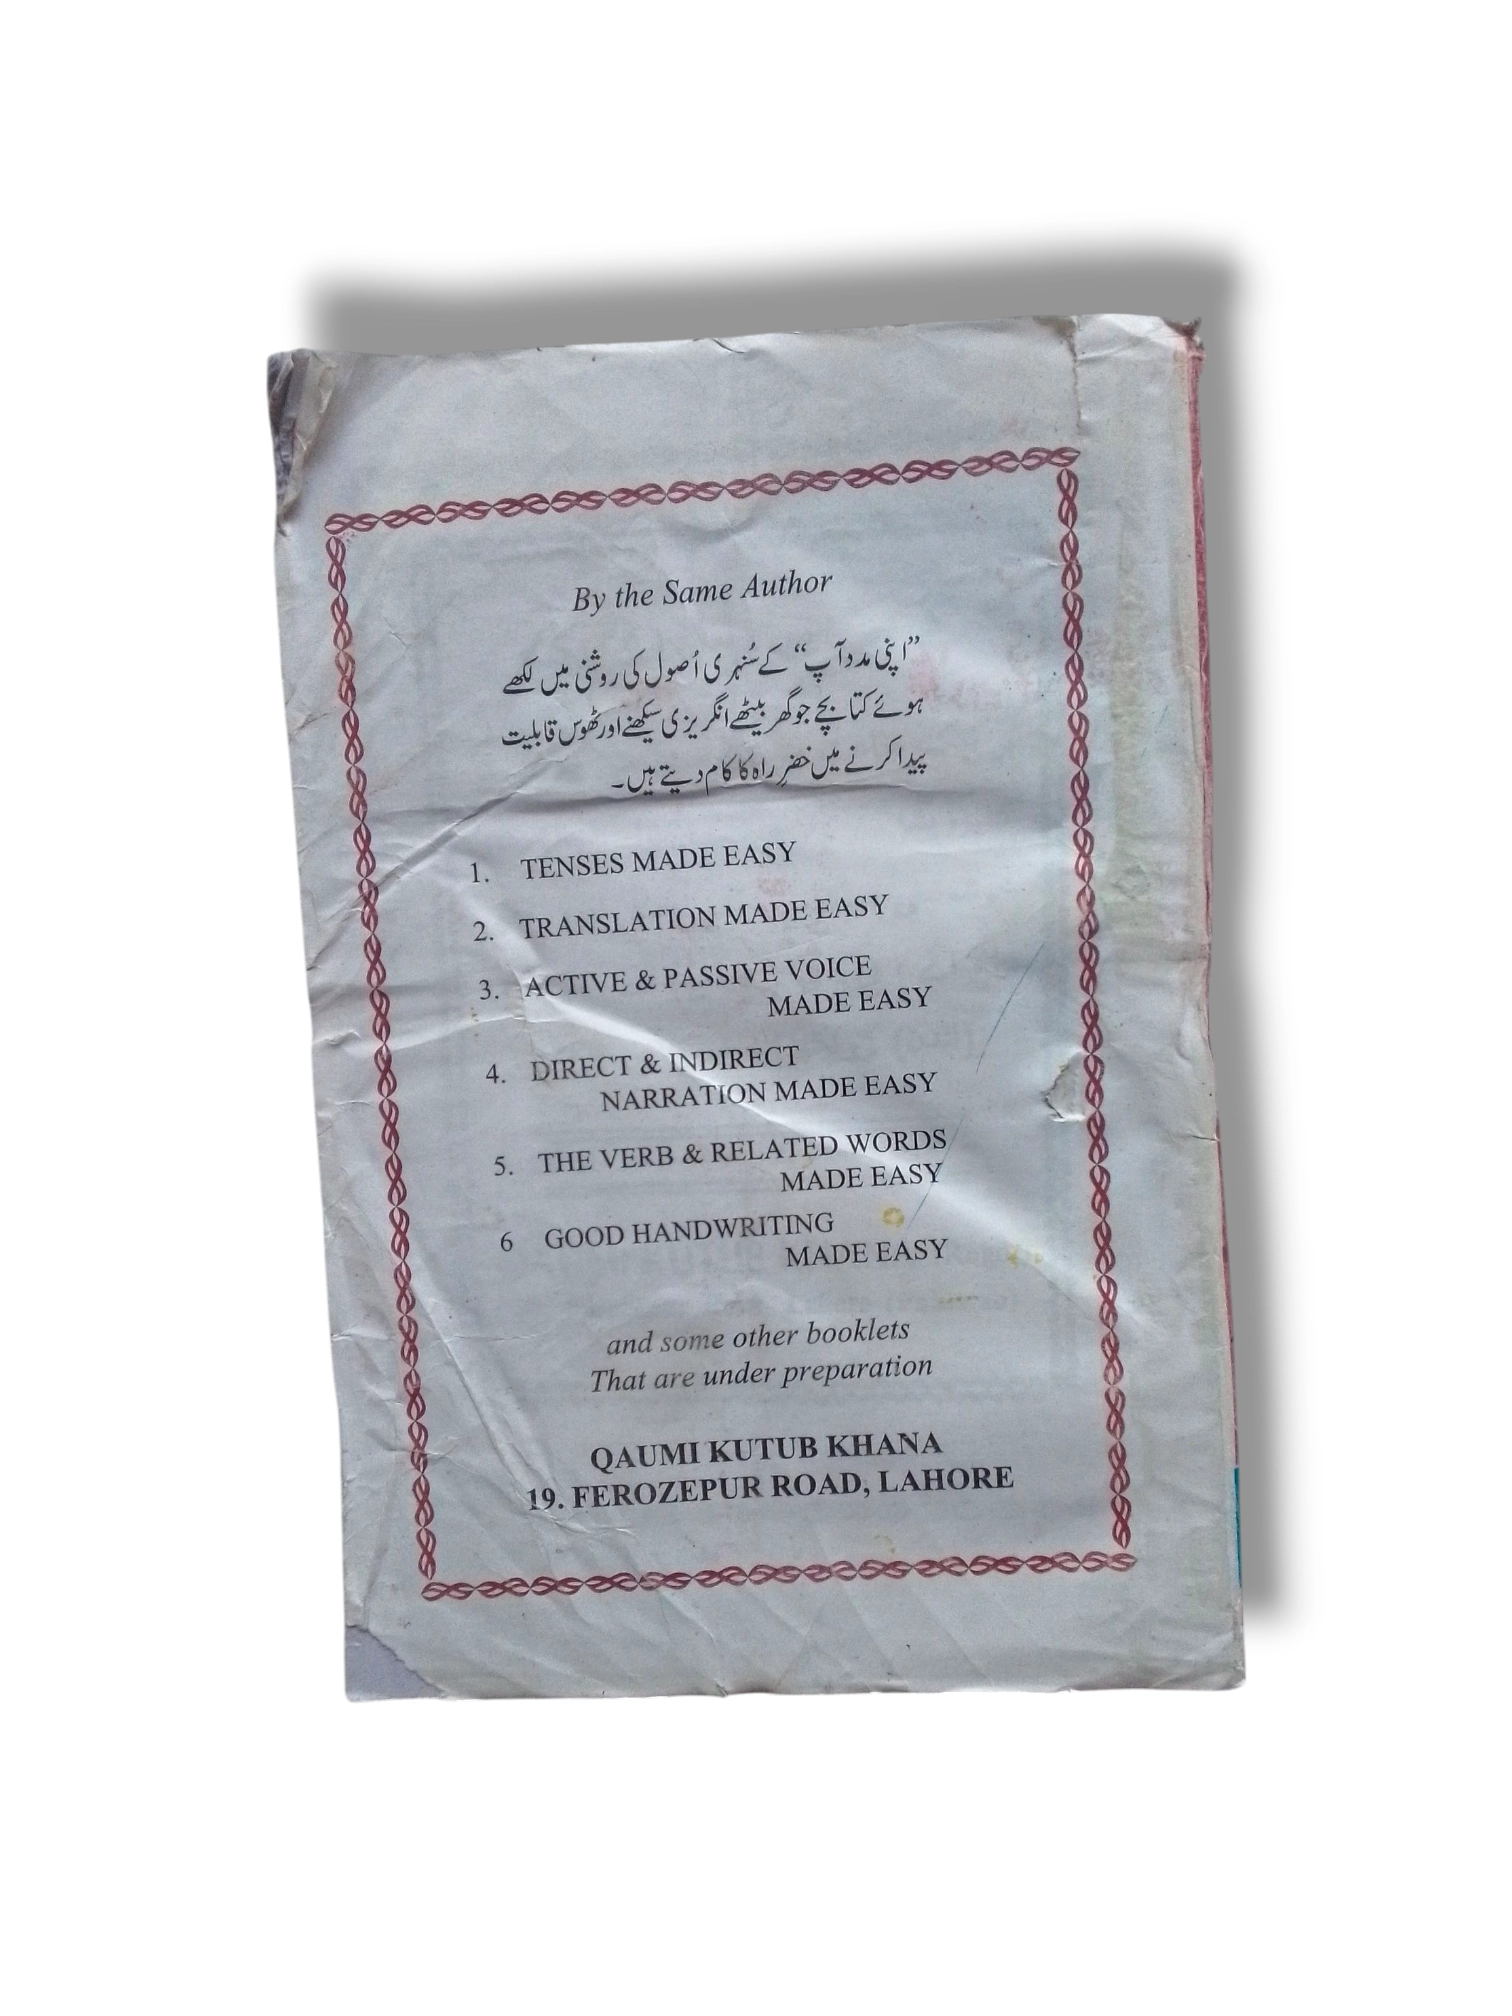 By the Same Author
”اپنی مدد آپ“ کے سُنہری اُصول کی روشنی میں لکھے
ہوئے کتابچے جو گھر بیٹھے انگریزی سیکھنے اور ٹھوس قابلیت
پیدا کرنے میں خضرِ راہ کا کام دیتے ہیں۔
1. TENSES MADE EASY
2. TRANSLATION MADE EASY
3. ACTIVE & PASSIVE VOICE
MADE EASY
4. DIRECT & INDIRECT
NARRATION MADE EASY
5. THE VERB & RELATED WORDS
MADE EASY
6 GOOD HANDWRITING
MADE EASY
and some other booklets
That are under preparation
QAUMI KUTUB KHANA
19. FEROZEPUR ROAD, LAHORE